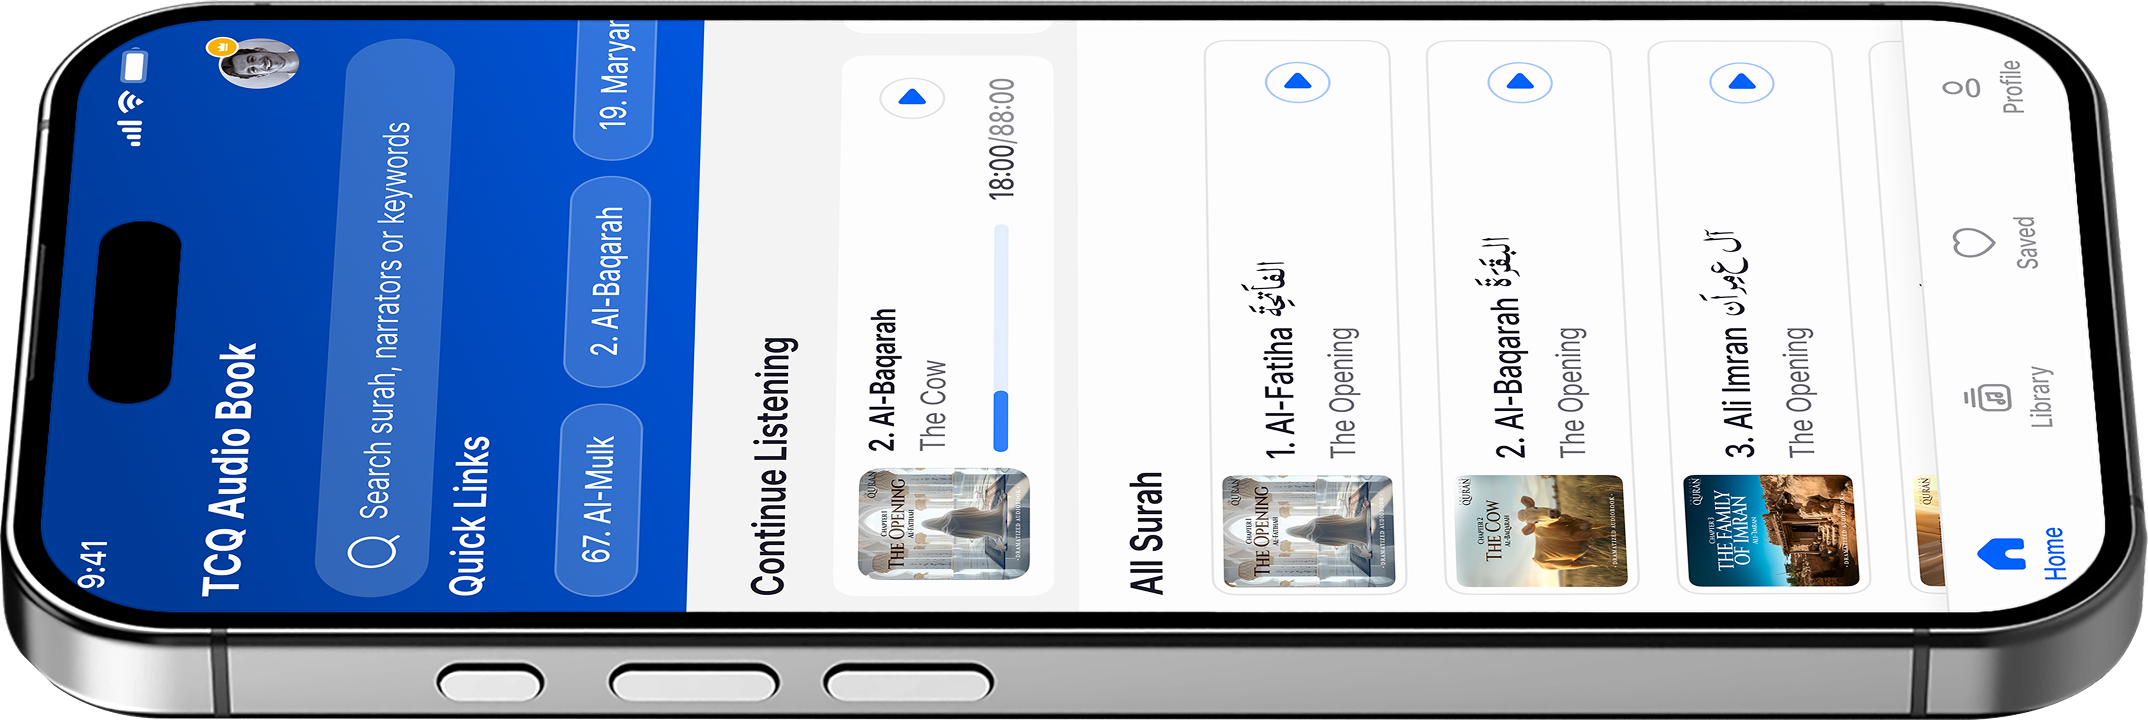 9:41
TCQ Audio Book
Search surah, narrators or keywords
Quick Links
67. Al-Mulk
2. Al-Baqarah
19. Maryar
Continue Listening
QURAN
CHAPTER 1
THE OPENING
AL-FATIHAH
•DRAMATIZED AUDIOBOOK•
2. Al-Baqarah
The Cow
18:00/88:00
All Surah
QURAN
CHAPTER 1
THE OPENING
AL-FATIHAH
•DRAMATIZED AUDIOBOOK•
1. Al-Fatiha الفَاتِحَة
The Opening
QURAN
CHAPTER 2
THE COW
AL-BAQARAH
•DRAMATIZED AUDIOBOOK•
2. Al-Baqarah البَقَرَة
The Opening
QURAN
CHAPTER 3
THE FAMILY
OF IMRAN
ALI-IMRAN
•DRAMATIZED AUDIOBOOK•
3. Ali Imran آل عِمرَان
The Opening
QURAN
Home
Library
Saved
Profile